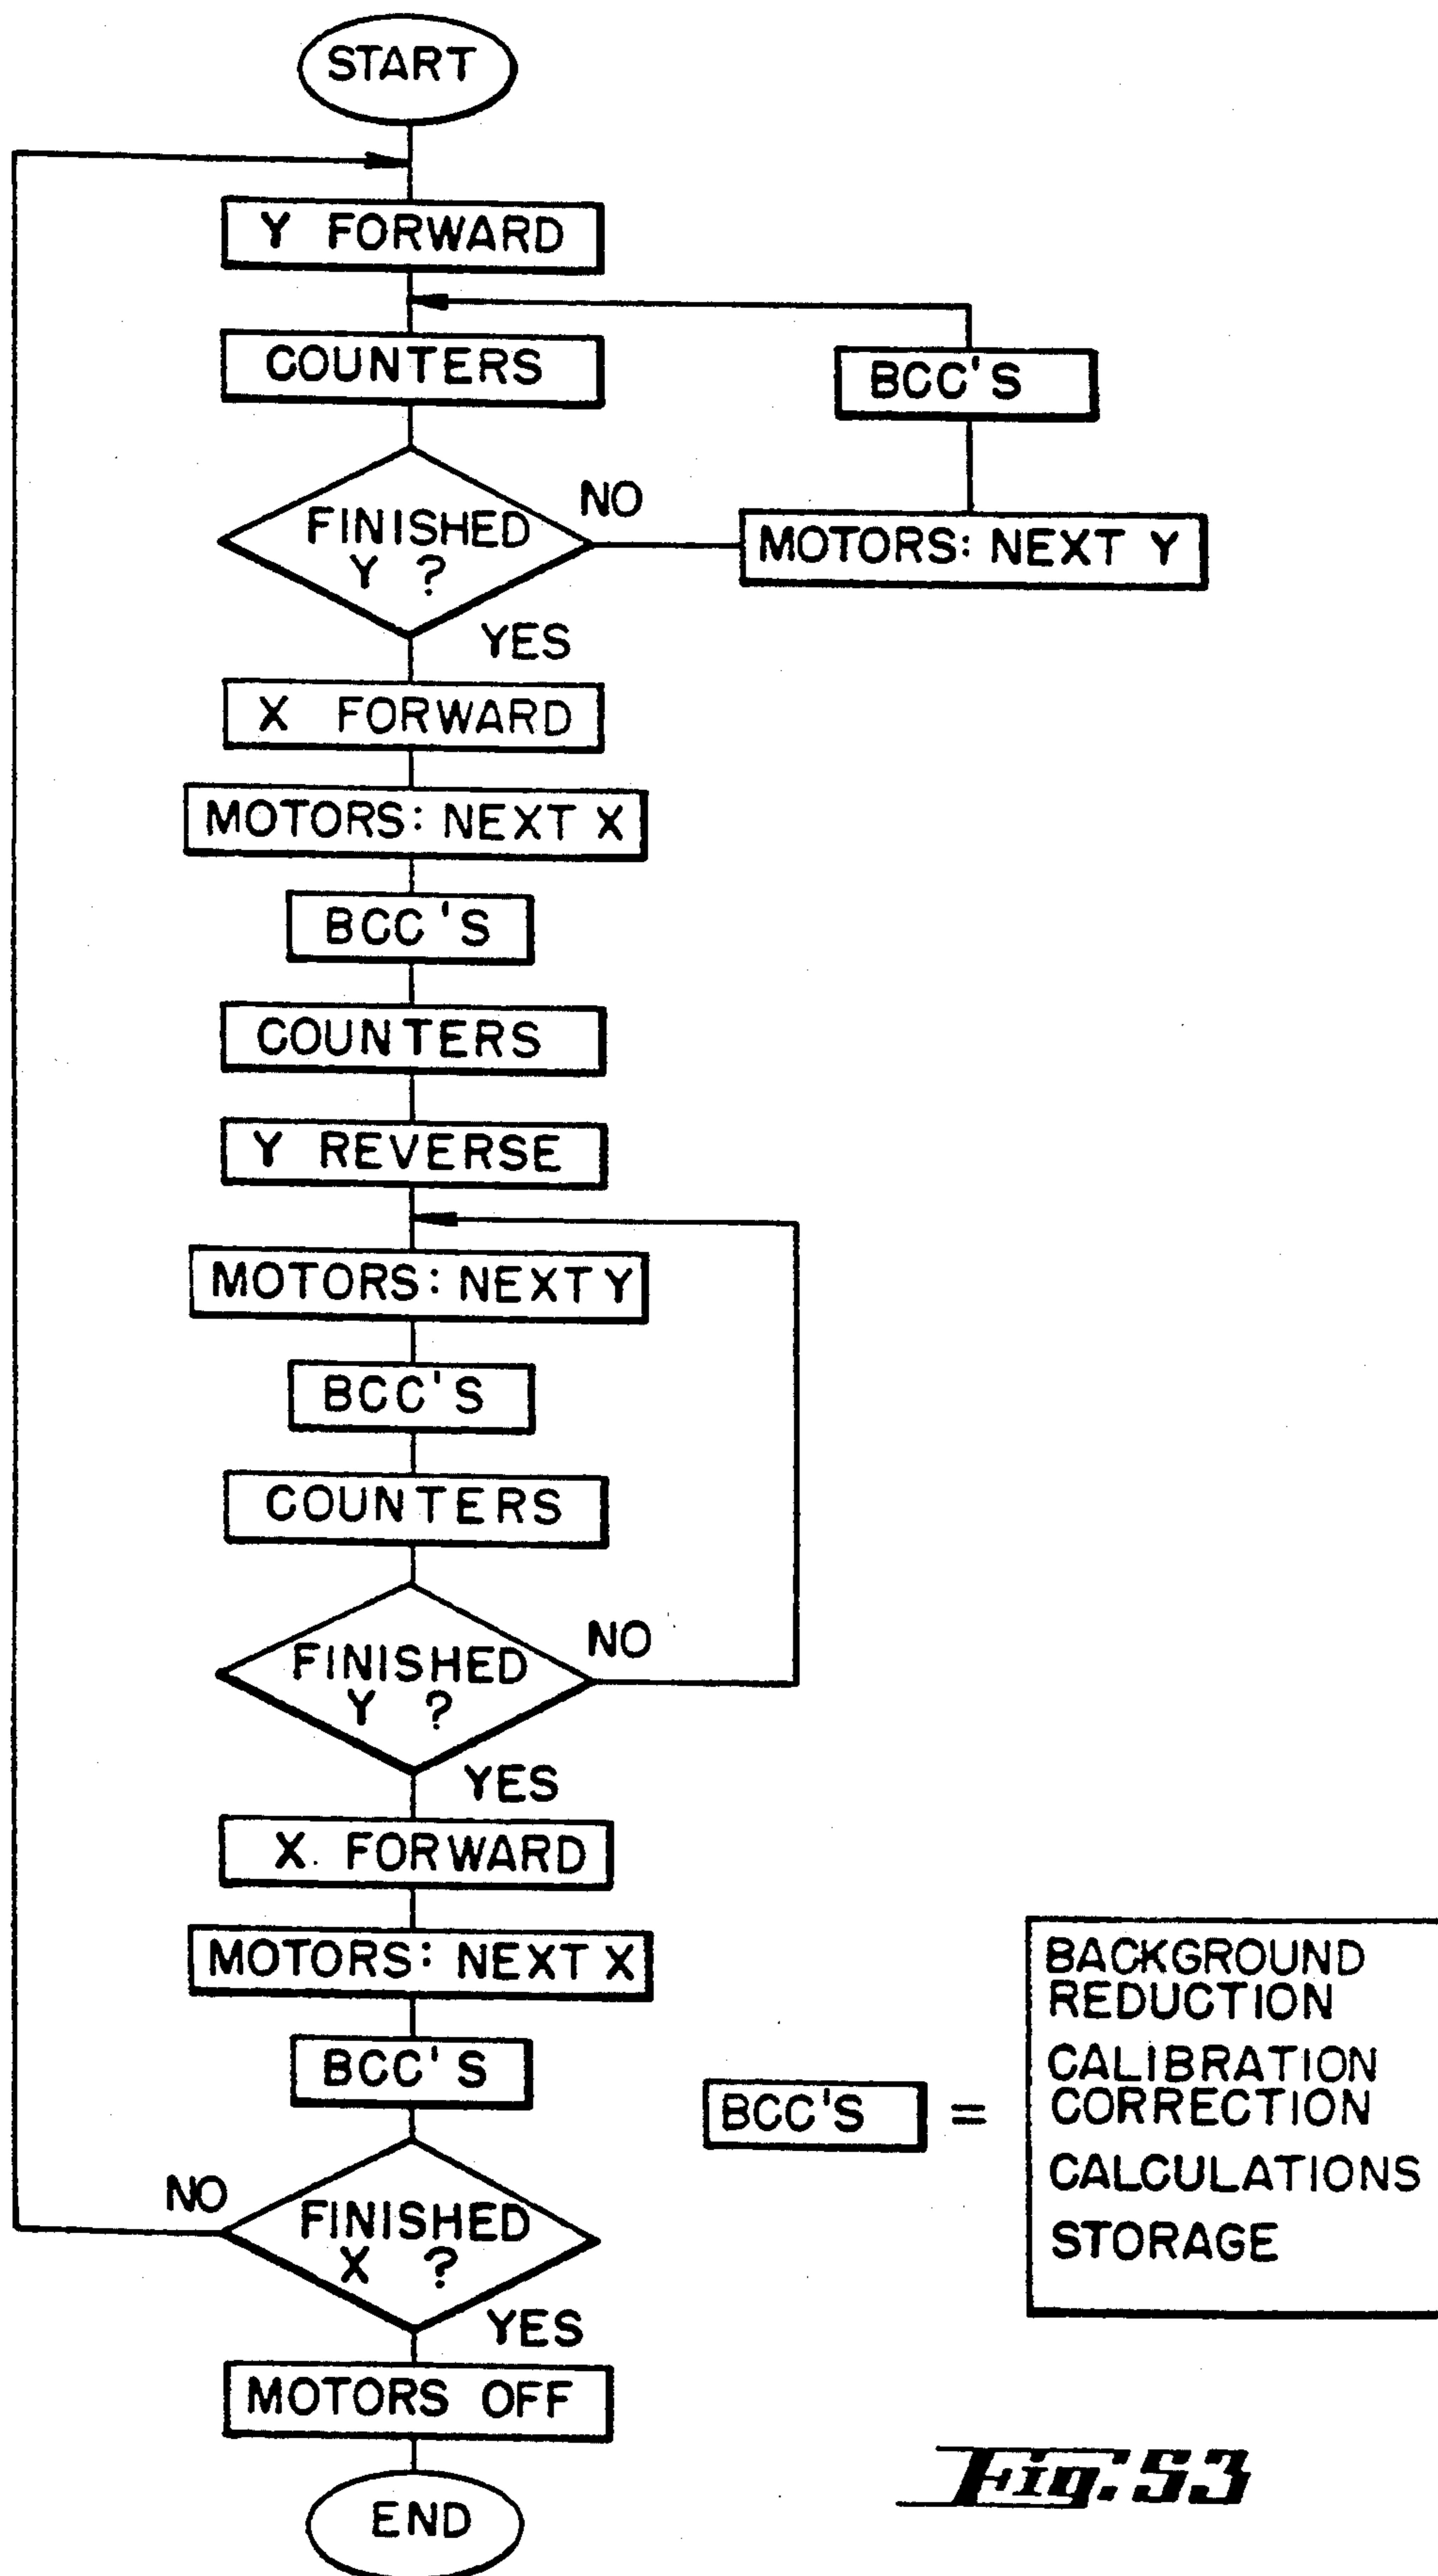 START
Y FORWARD
COUNTERS
BCC'S
FINISHED
Y ?
NO
MOTORS: NEXT Y
YES
X FORWARD
MOTORS: NEXT X
BCC'S
COUNTERS
Y REVERSE
MOTORS: NEXT Y
BCC'S
COUNTERS
FINISHED
Y ?
NO
YES
X. FORWARD
MOTORS: NEXT X
BCC'S
FINISHED
X ?
NO
YES
MOTORS OFF
END
BCC'S =
BACKGROUND
REDUCTION
CALIBRATION
CORRECTION
CALCULATIONS
STORAGE
Fig. 53